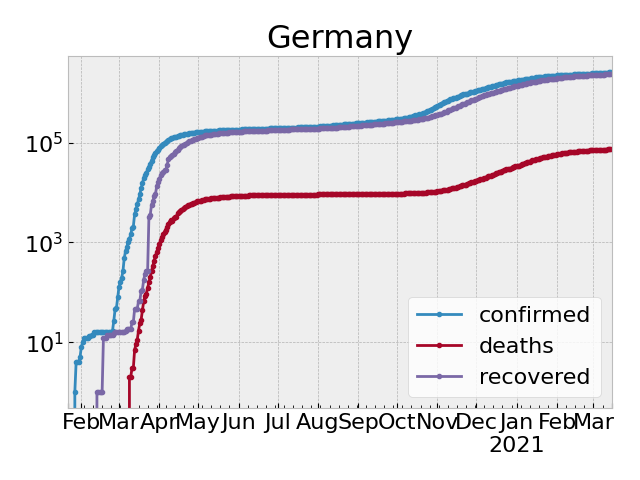 Germany
10^5
10^3
10^1
confirmed
deaths
recovered
Feb Mar Apr May Jun Jul Aug Sep Oct Nov Dec Jan Feb Mar
2021